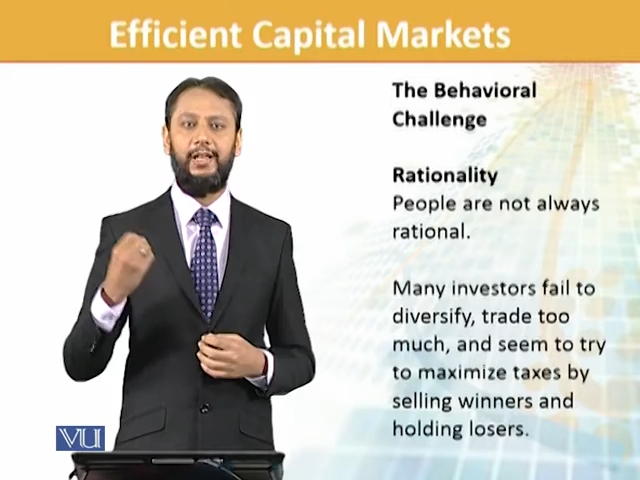 Efficient Capital Markets
The Behavioral
Challenge
Rationality
People are not always
rational.
Many investors fail to
diversify, trade too
much, and seem to try
to maximize taxes by
selling winners and
holding losers.
VU